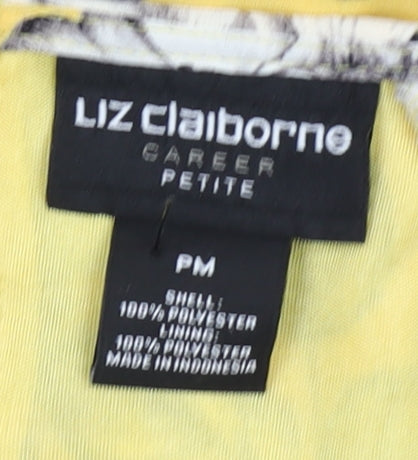 Liz claiborne
CAREER
PETITE
PM
SHELL:
100% POLYESTER
LINING:
100% POLYESTER
MADE IN INDONESIA